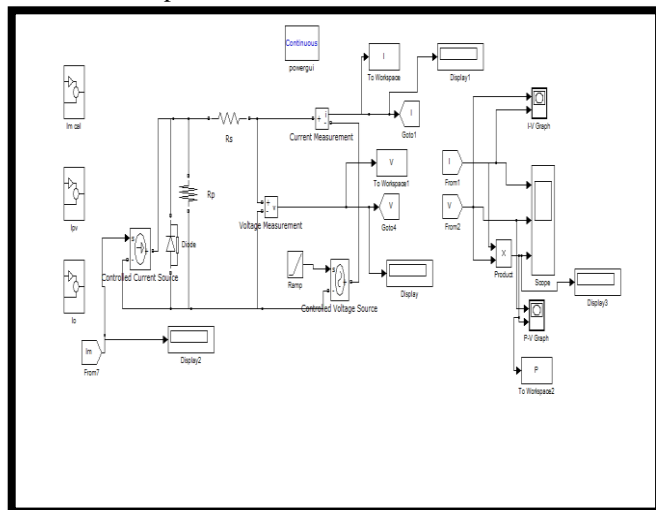 Continuous
powergui
I
To Workspace
Display1
Im cal
Rs
+
i
-
Current Measurement
I
Goto1
I-V Graph
V
To Workspace1
I
From1
Ipv
Rp
+
-
v
Voltage Measurement
V
Goto4
V
From2
Diode
Controlled Current Source
Ramp
Controlled Voltage Source
Display
X
Product
Scope
Display3
Io
Im
From7
Display2
P-V Graph
P
To Workspace2